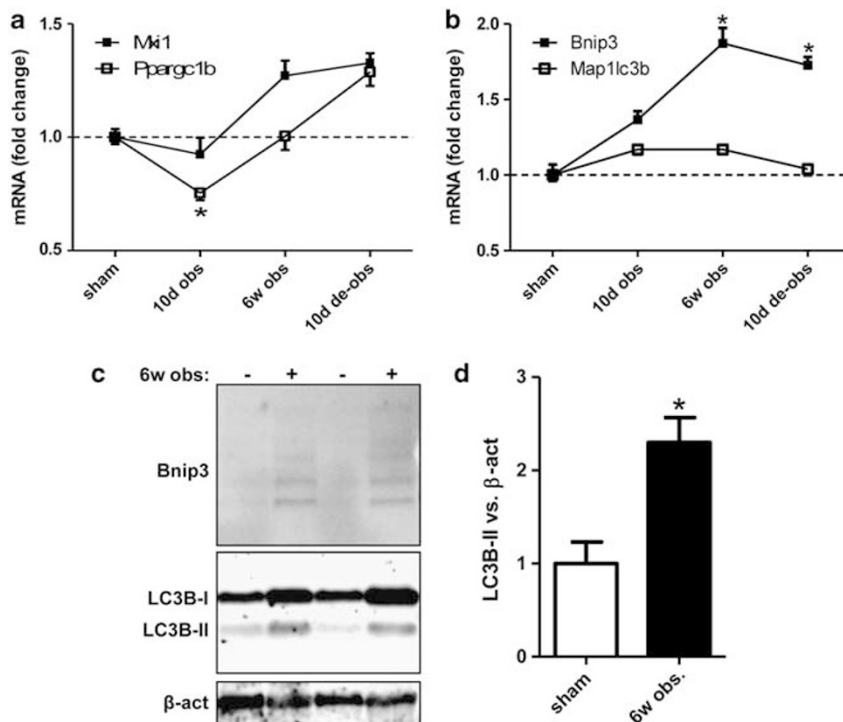 a
mRNA (fold change)
1.5
1.0
0.5
Mki1
Ppargc1b
*
sham
10d obs
6w obs
10d de-obs
b
mRNA (fold change)
2.0
1.5
1.0
0.5
Bnip3
Map1lc3b
*
*
sham
10d obs
6w obs
10d de-obs
c
6w obs: - + - +
Bnip3
LC3B-I
LC3B-II
β-act
d
LC3B-II vs. β-act
3
2
1
0
*
sham
6w obs.